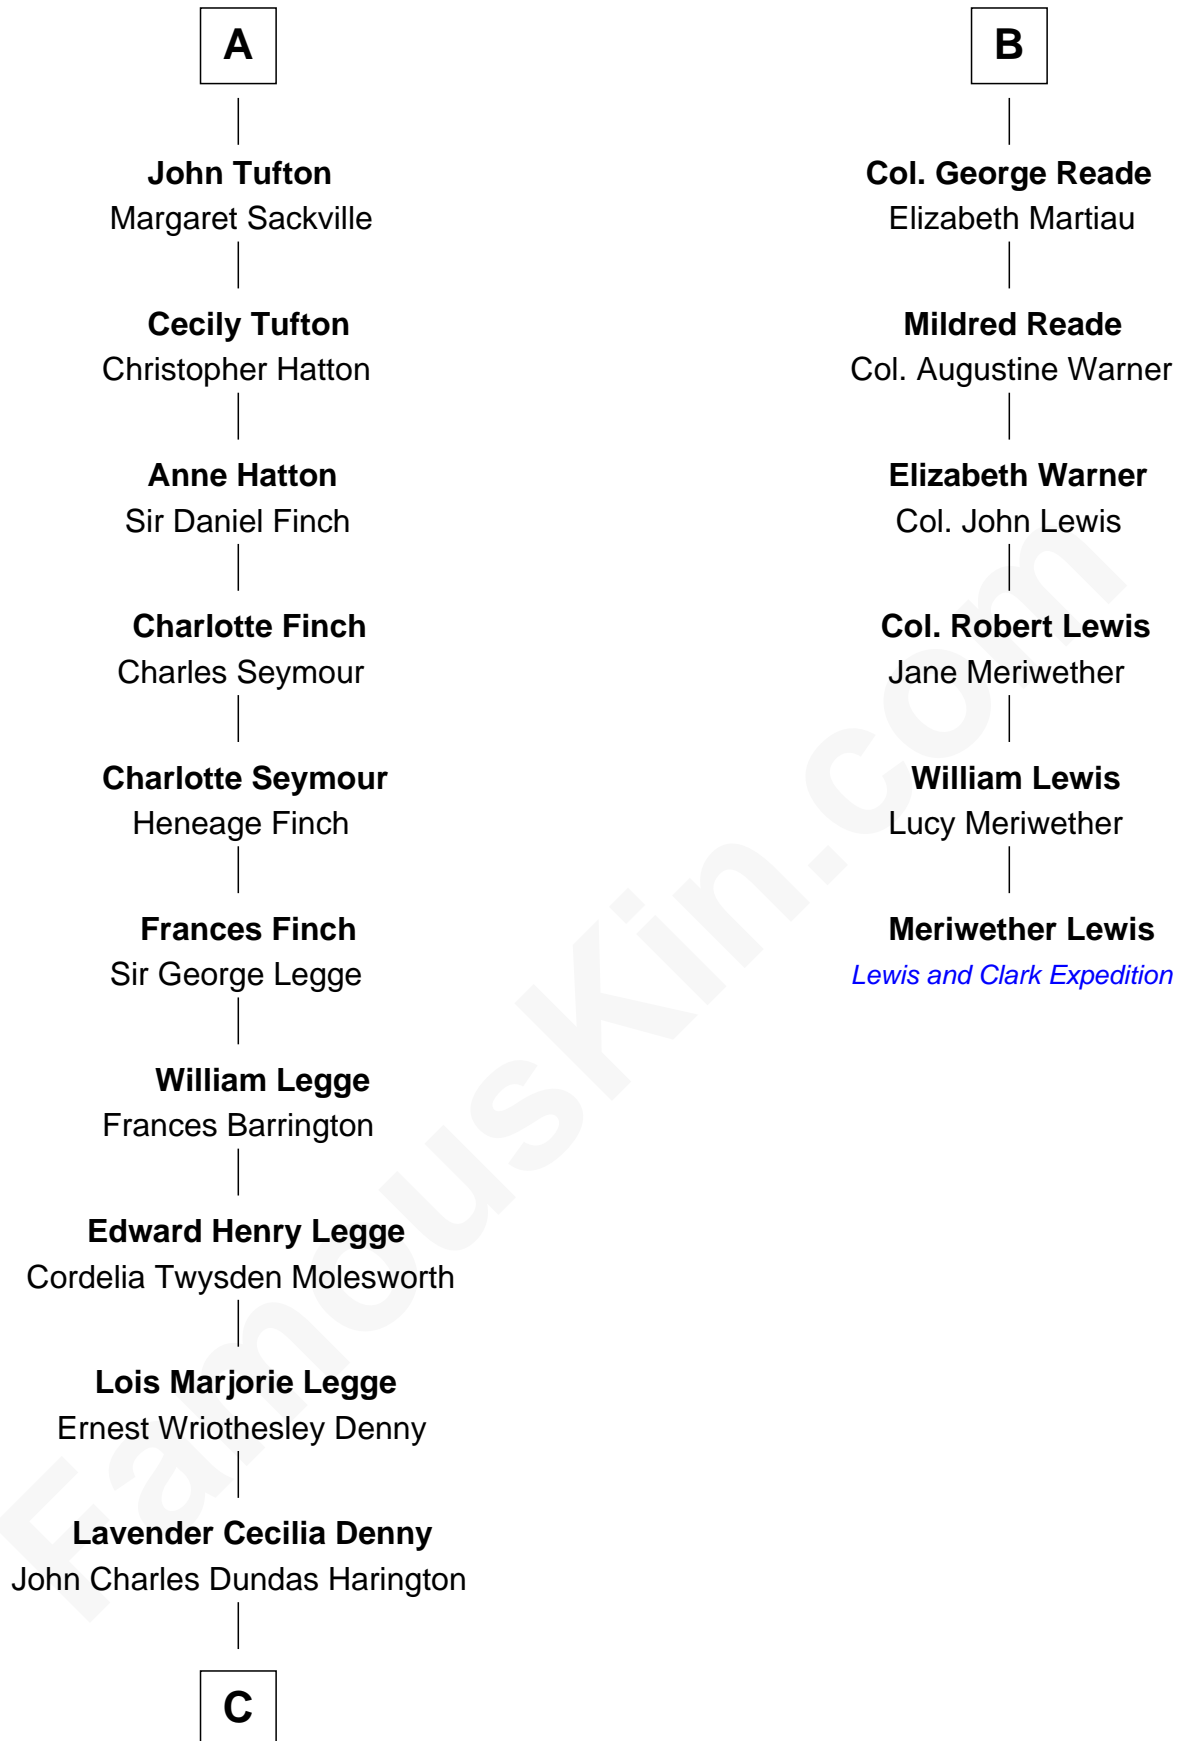 A
John Tufton
Margaret Sackville
Cecily Tufton
Christopher Hatton
Anne Hatton
Sir Daniel Finch
Charlotte Finch
Charles Seymour
Charlotte Seymour
Heneage Finch
Frances Finch
Sir George Legge
William Legge
Frances Barrington
Edward Henry Legge
Cordelia Twysden Molesworth
Lois Marjorie Legge
Ernest Wriothesley Denny
Lavender Cecilia Denny
John Charles Dundas Harington
C
B
Col. George Reade
Elizabeth Martiau
Mildred Reade
Col. Augustine Warner
Elizabeth Warner
Col. John Lewis
Col. Robert Lewis
Jane Meriwether
William Lewis
Lucy Meriwether
Meriwether Lewis
Lewis and Clark Expedition
FamousKin.com